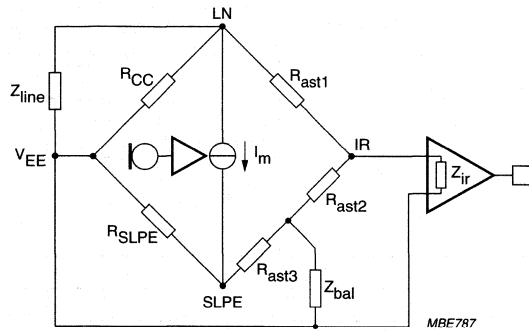 LN
R_CC
R_ast1
Z_line
V_EE
I_m
IR
Z_ir
R_ast2
R_SLPE
R_ast3
Z_bal
SLPE
MBE787